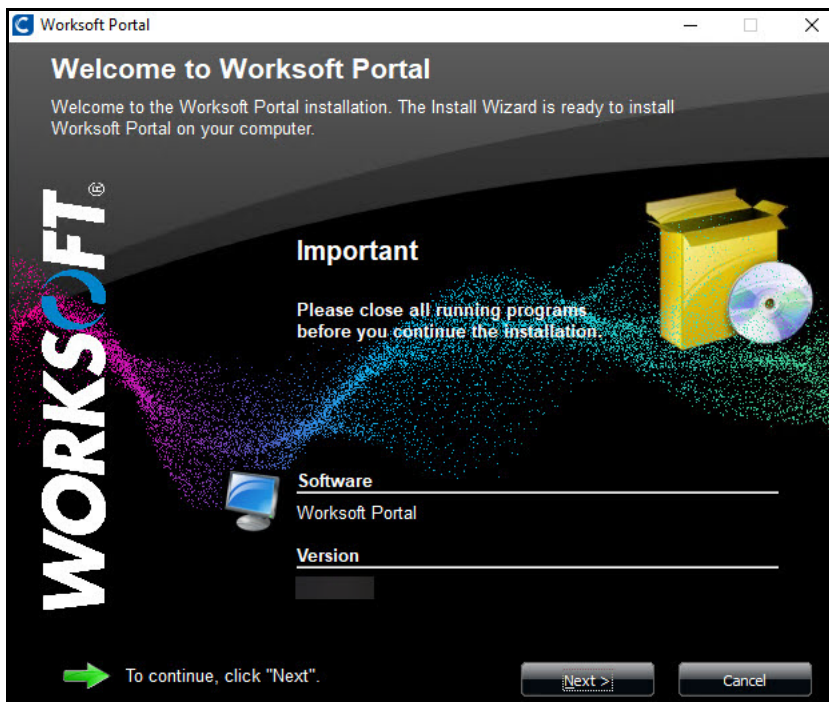 Worksoft Portal
Welcome to Worksoft Portal
Welcome to the Worksoft Portal installation. The Install Wizard is ready to install
Worksoft Portal on your computer.
WORKSOFT®
Important
Please close all running programs
before you continue the installation.
Software
Worksoft Portal
Version
To continue, click "Next".
Next >
Cancel